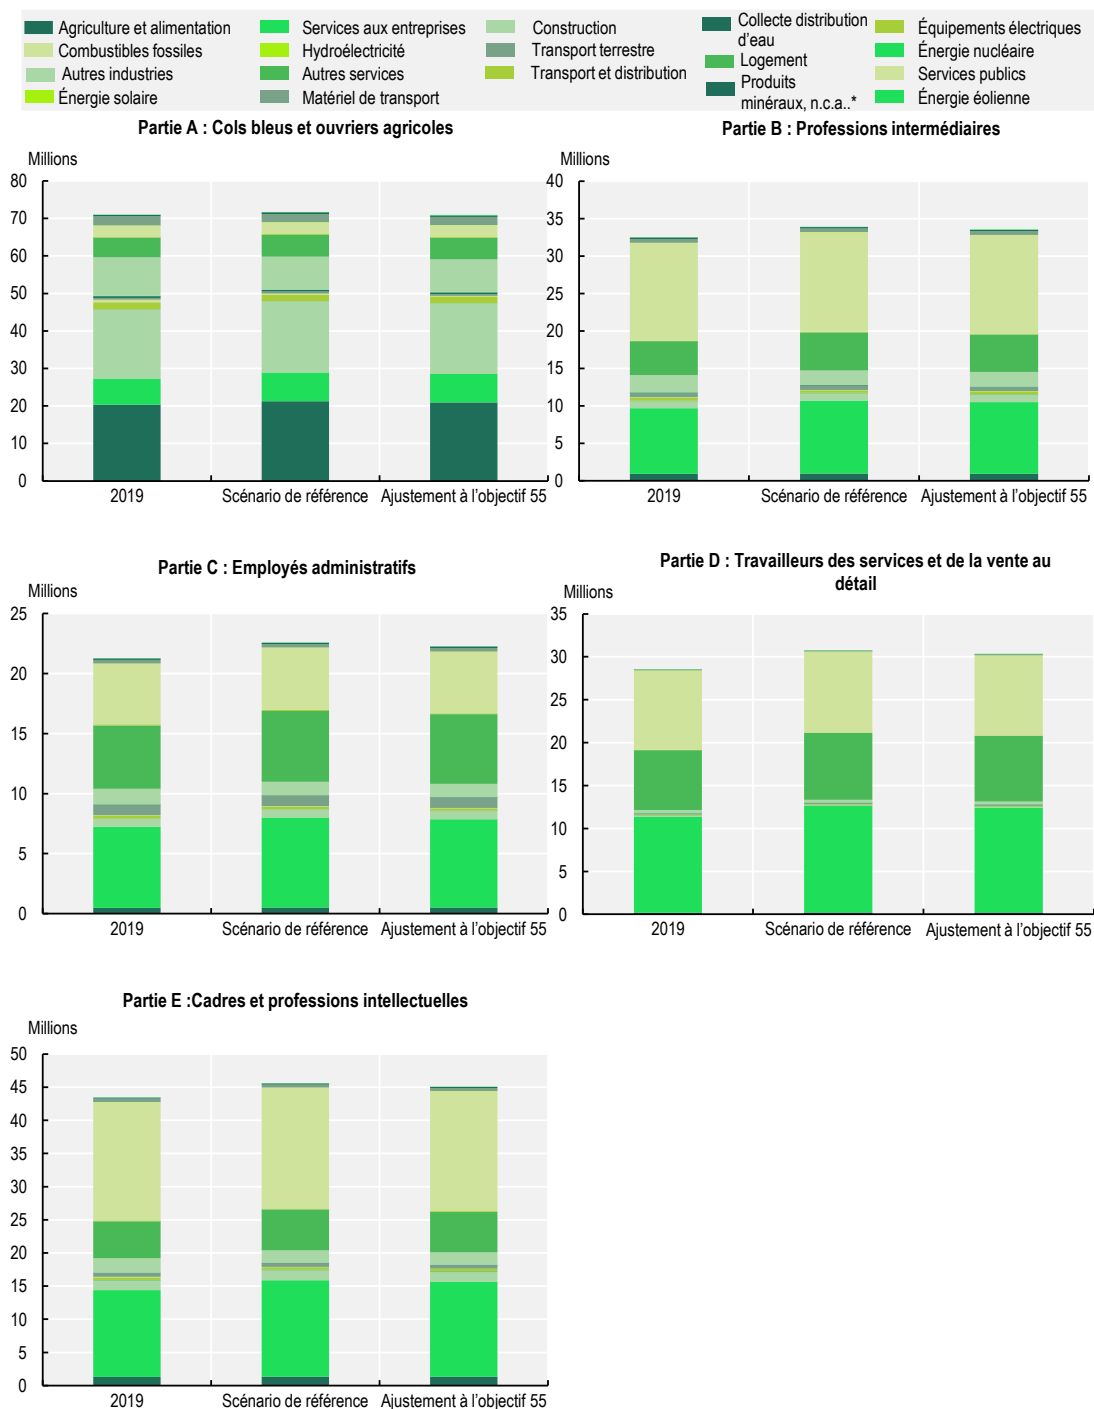 Agriculture et alimentation
Combustibles fossiles
Autres industries
Énergie solaire
Services aux entreprises
Hydroélectricité
Autres services
Matériel de transport
Construction
Transport terrestre
Transport et distribution
Collecte distribution
d'eau
Logement
Produits
minéraux, n.c.a..*
Équipements électriques
Énergie nucléaire
Services publics
Énergie éolienne
Partie A : Cols bleus et ouvriers agricoles
Millions
80
70
60
50
40
30
20
10
0
2019
Scénario de référence
Ajustement à l'objectif 55
Partie B : Professions intermédiaires
40
35
30
25
20
15
10
5
0
2019
Scénario de référence
Ajustement à l'objectif 55
Partie C : Employés administratifs
Millions
25
20
15
10
5
0
2019
Scénario de référence
Ajustement à l'objectif 55
Partie D : Travailleurs des services et de la vente au
détail
Millions
35
30
25
20
15
10
5
0
2019
Scénario de référence
Ajustement à l'objectif 55
Partie E :Cadres et professions intellectuelles
Millions
50
45
40
35
30
25
20
15
10
5
0
2019
Scénario de référence
Ajustement à l'objectif 55